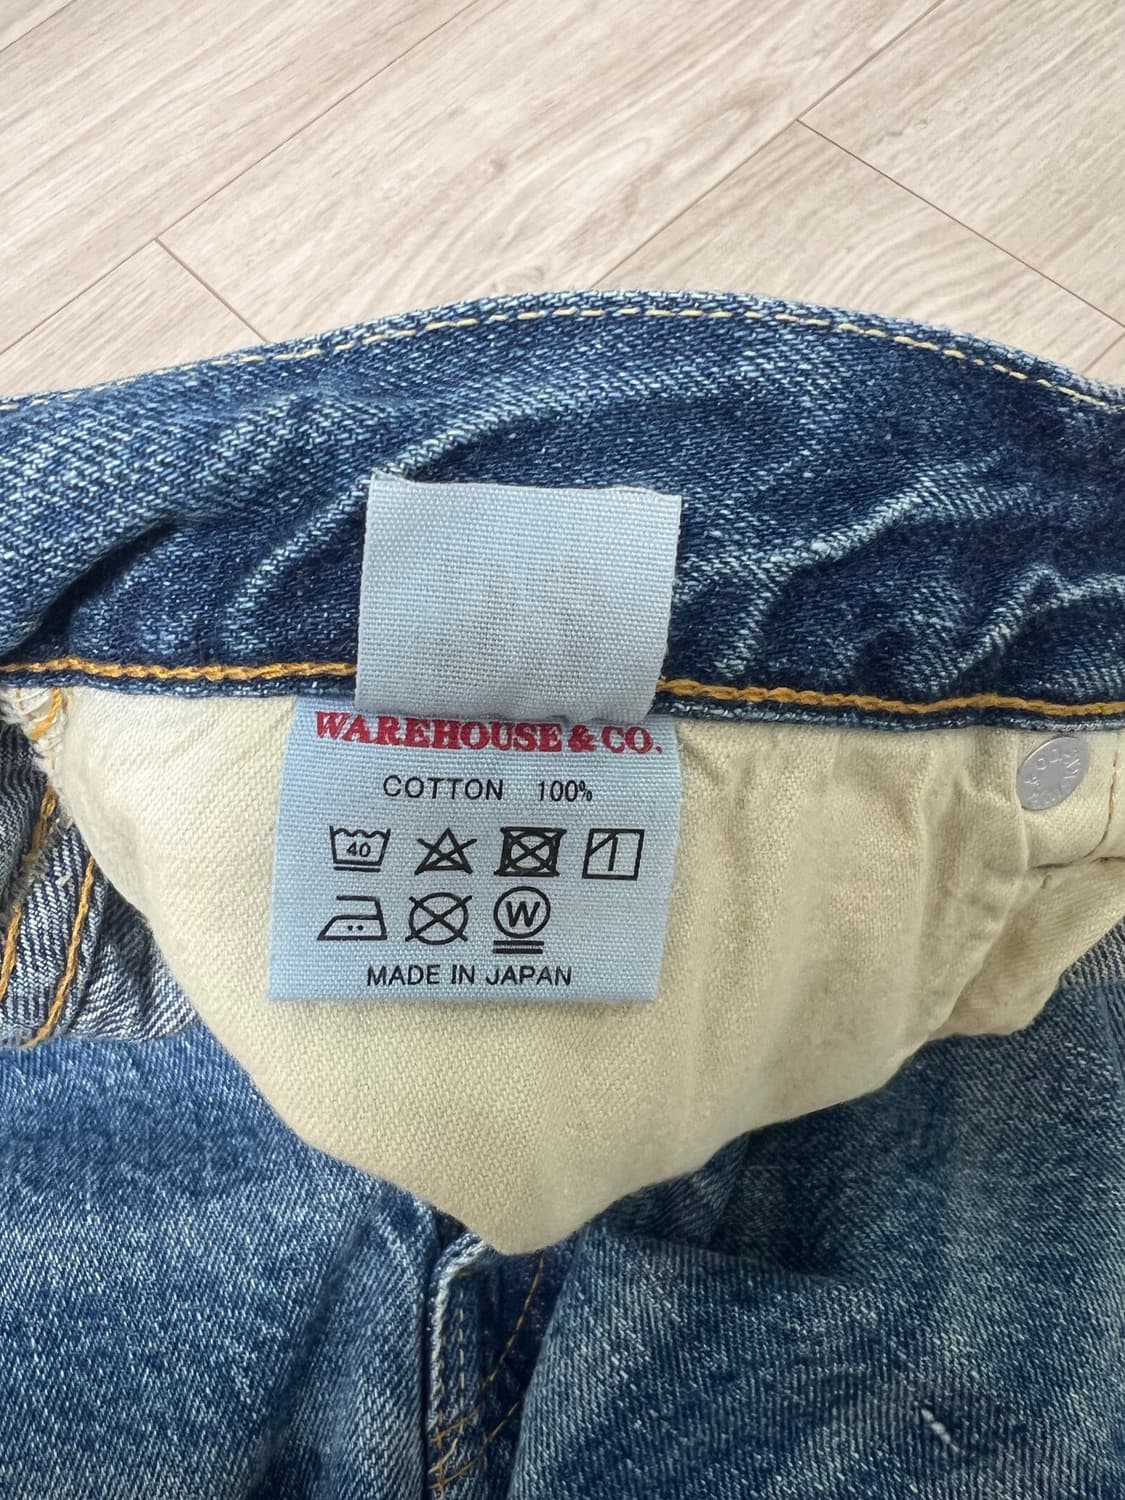 WAREHOUSE & CO.
COTTON 100%
40
W
MADE IN JAPAN